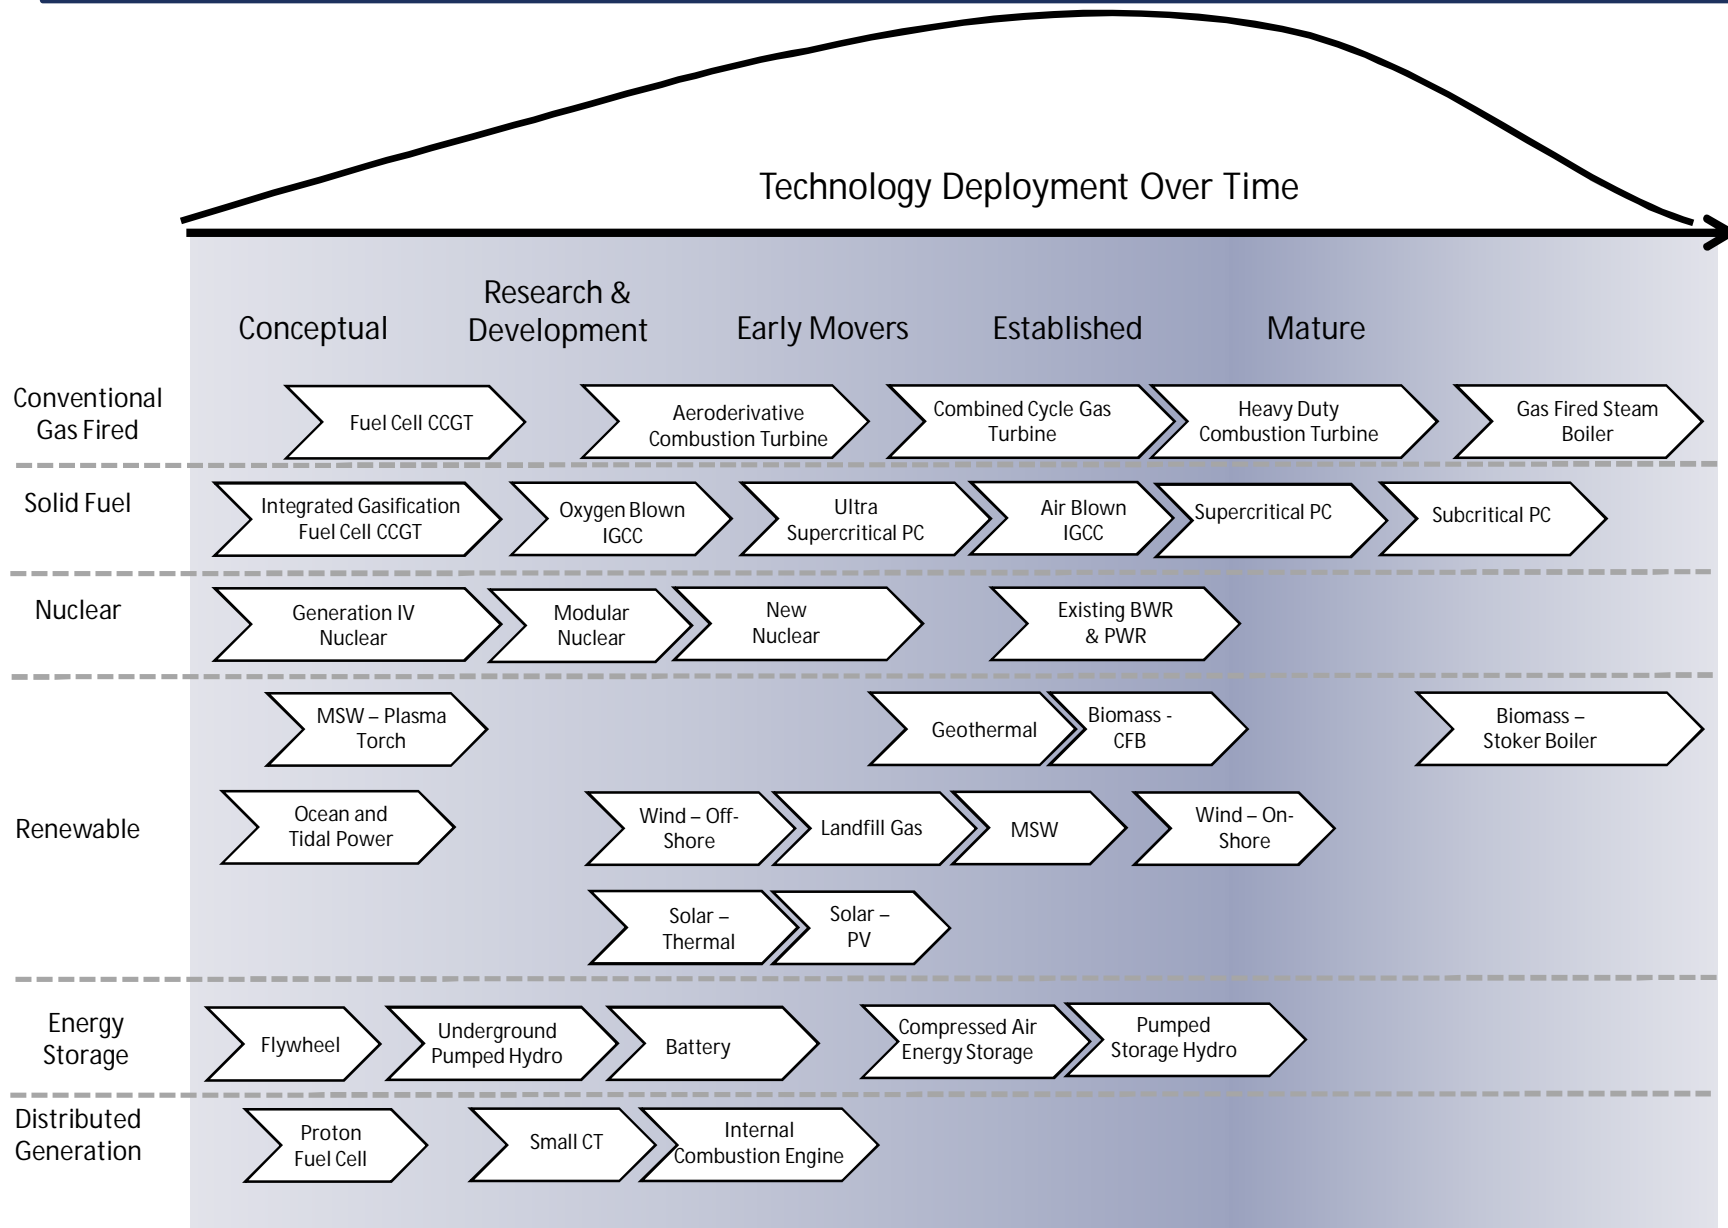 Technology Deployment Over Time
Conceptual
Research &
Development
Early Movers
Established
Mature
Conventional
Gas Fired
Fuel Cell CCGT
Aeroderivative
Combustion Turbine
Combined Cycle Gas
Turbine
Heavy Duty
Combustion Turbine
Gas Fired Steam
Boiler
Solid Fuel
Integrated Gasification
Fuel Cell CCGT
Oxygen Blown
IGCC
Ultra
Supercritical PC
Air Blown
IGCC
Supercritical PC
Subcritical PC
Nuclear
Generation IV
Nuclear
Modular
Nuclear
New
Nuclear
Existing BWR
& PWR
Renewable
MSW – Plasma
Torch
Geothermal
Biomass -
CFB
Biomass –
Stoker Boiler
Ocean and
Tidal Power
Wind – Off-
Shore
Landfill Gas
MSW
Wind – On-
Shore
Solar –
Thermal
Solar –
PV
Energy
Storage
Flywheel
Underground
Pumped Hydro
Battery
Compressed Air
Energy Storage
Pumped
Storage Hydro
Distributed
Generation
Proton
Fuel Cell
Small CT
Internal
Combustion Engine